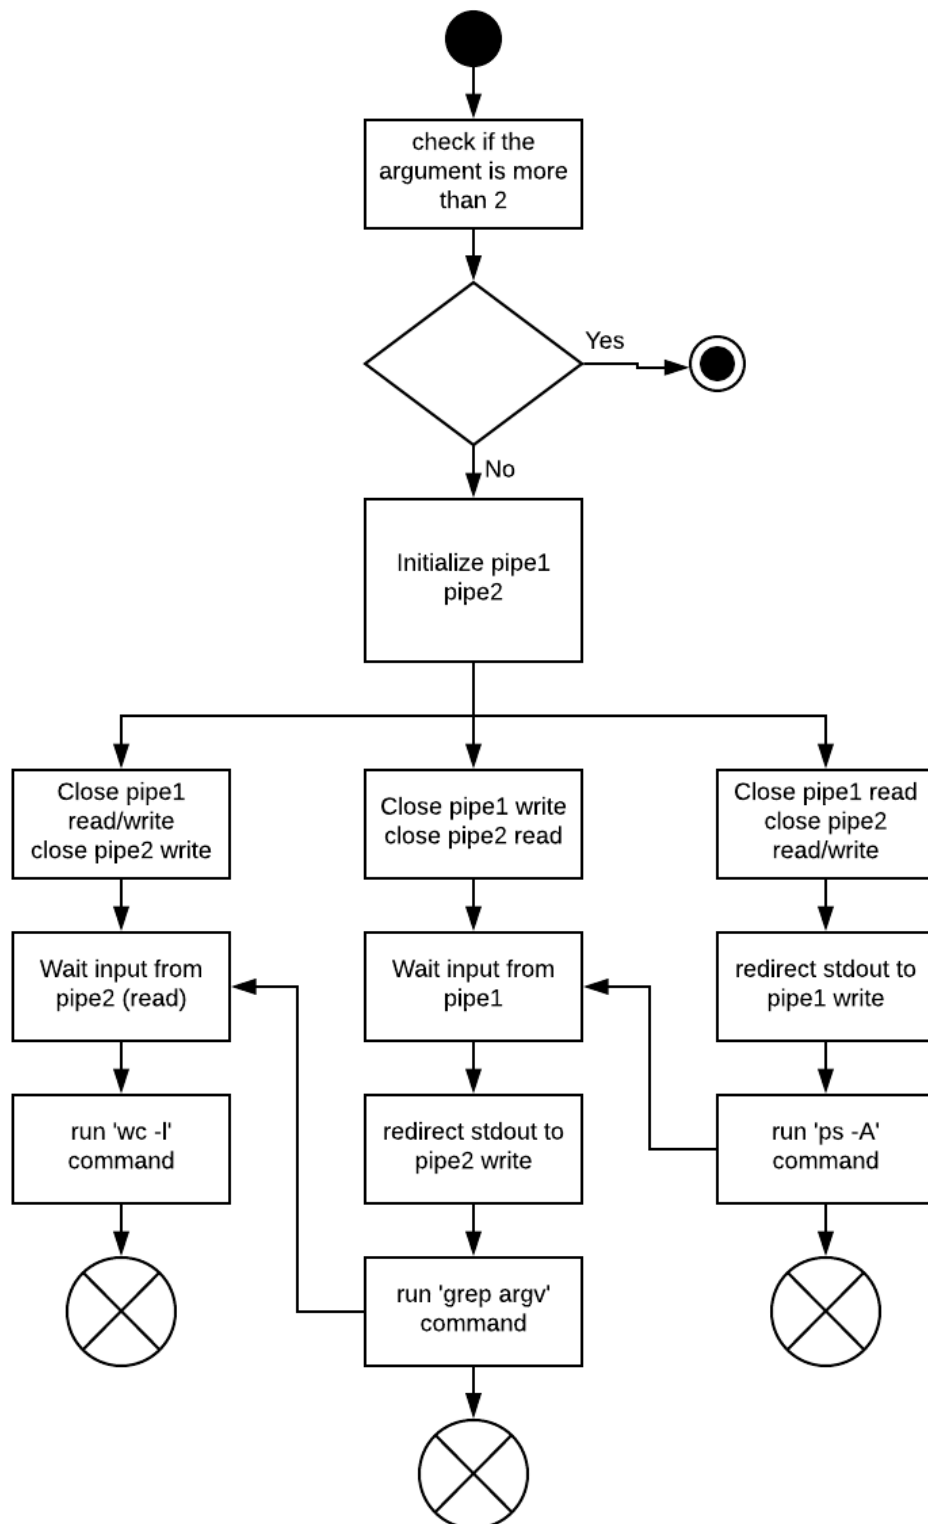 check if the
argument is more
than 2
Yes
No
Initialize pipe1
pipe2
Close pipe1
read/write
close pipe2 write
Close pipe1 write
close pipe2 read
Close pipe1 read
close pipe2
read/write
Wait input from
pipe2 (read)
Wait input from
pipe1
redirect stdout to
pipe1 write
run 'wc -l'
command
redirect stdout to
pipe2 write
run 'ps -A'
command
run 'grep argv'
command